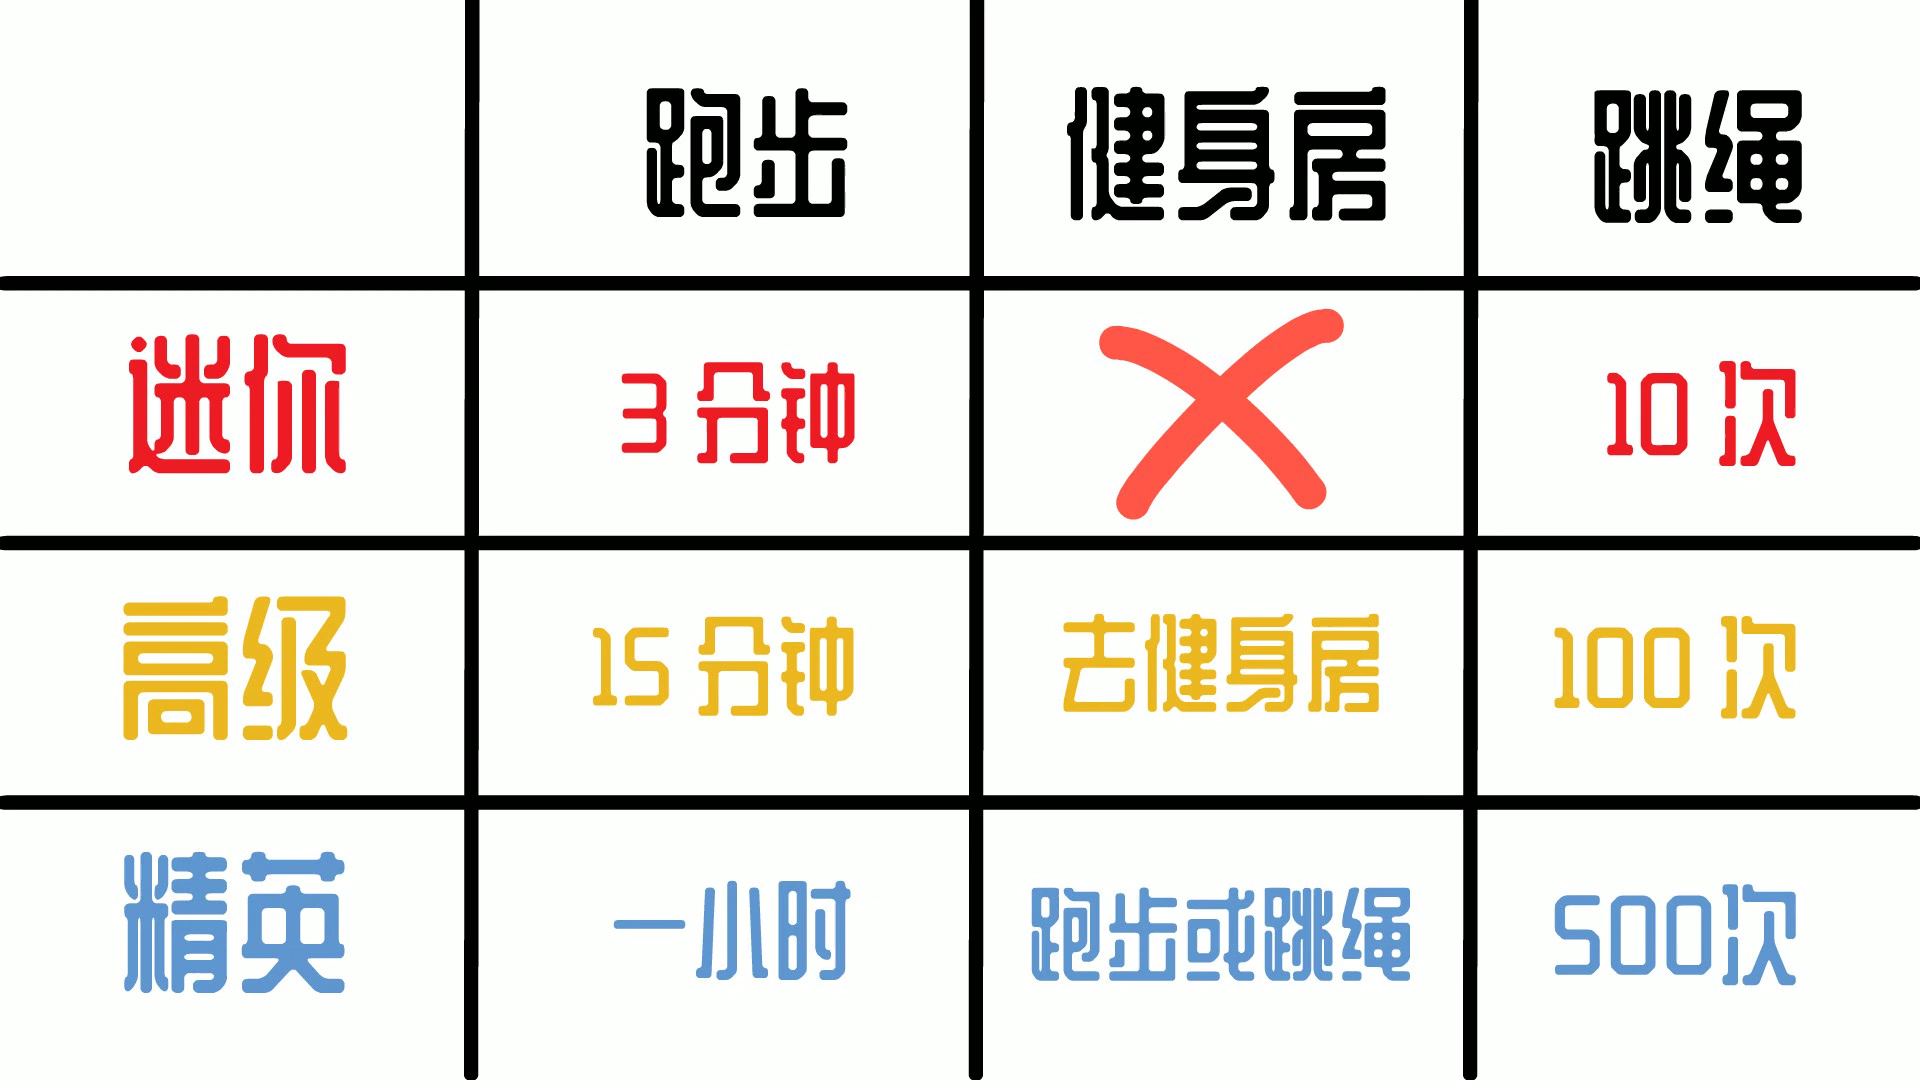 跑步 健身房 跳绳
迷你 3 分钟 10 次
高级 15 分钟 去健身房 100 次
精英 一小时 跑步或跳绳 500次